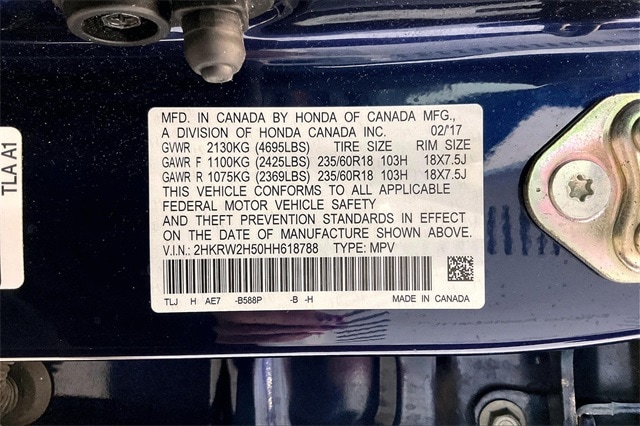 TLA A1
MFD. IN CANADA BY HONDA OF CANADA MFG.,
A DIVISION OF HONDA CANADA INC. 02/'17
GVWR 2130KG (4695LBS) TIRE SIZE RIM SIZE
GAWR F 1100KG (2425LBS) 235/60R18 103H 18X7.5J
GAWR R 1075KG (2369LBS) 235/60R18 103H 18X7.5J
THIS VEHICLE CONFORMS TO ALL APPLICABLE
FEDERAL MOTOR VEHICLE SAFETY
AND THEFT PREVENTION STANDARDS IN EFFECT
ON THE DATE OF MANUFACTURE SHOWN ABOVE.
V.I.N.: 2HKRW2H50HH618788 TYPE: MPV
TLJ H AE7 -B588P -B -H MADE IN CANADA